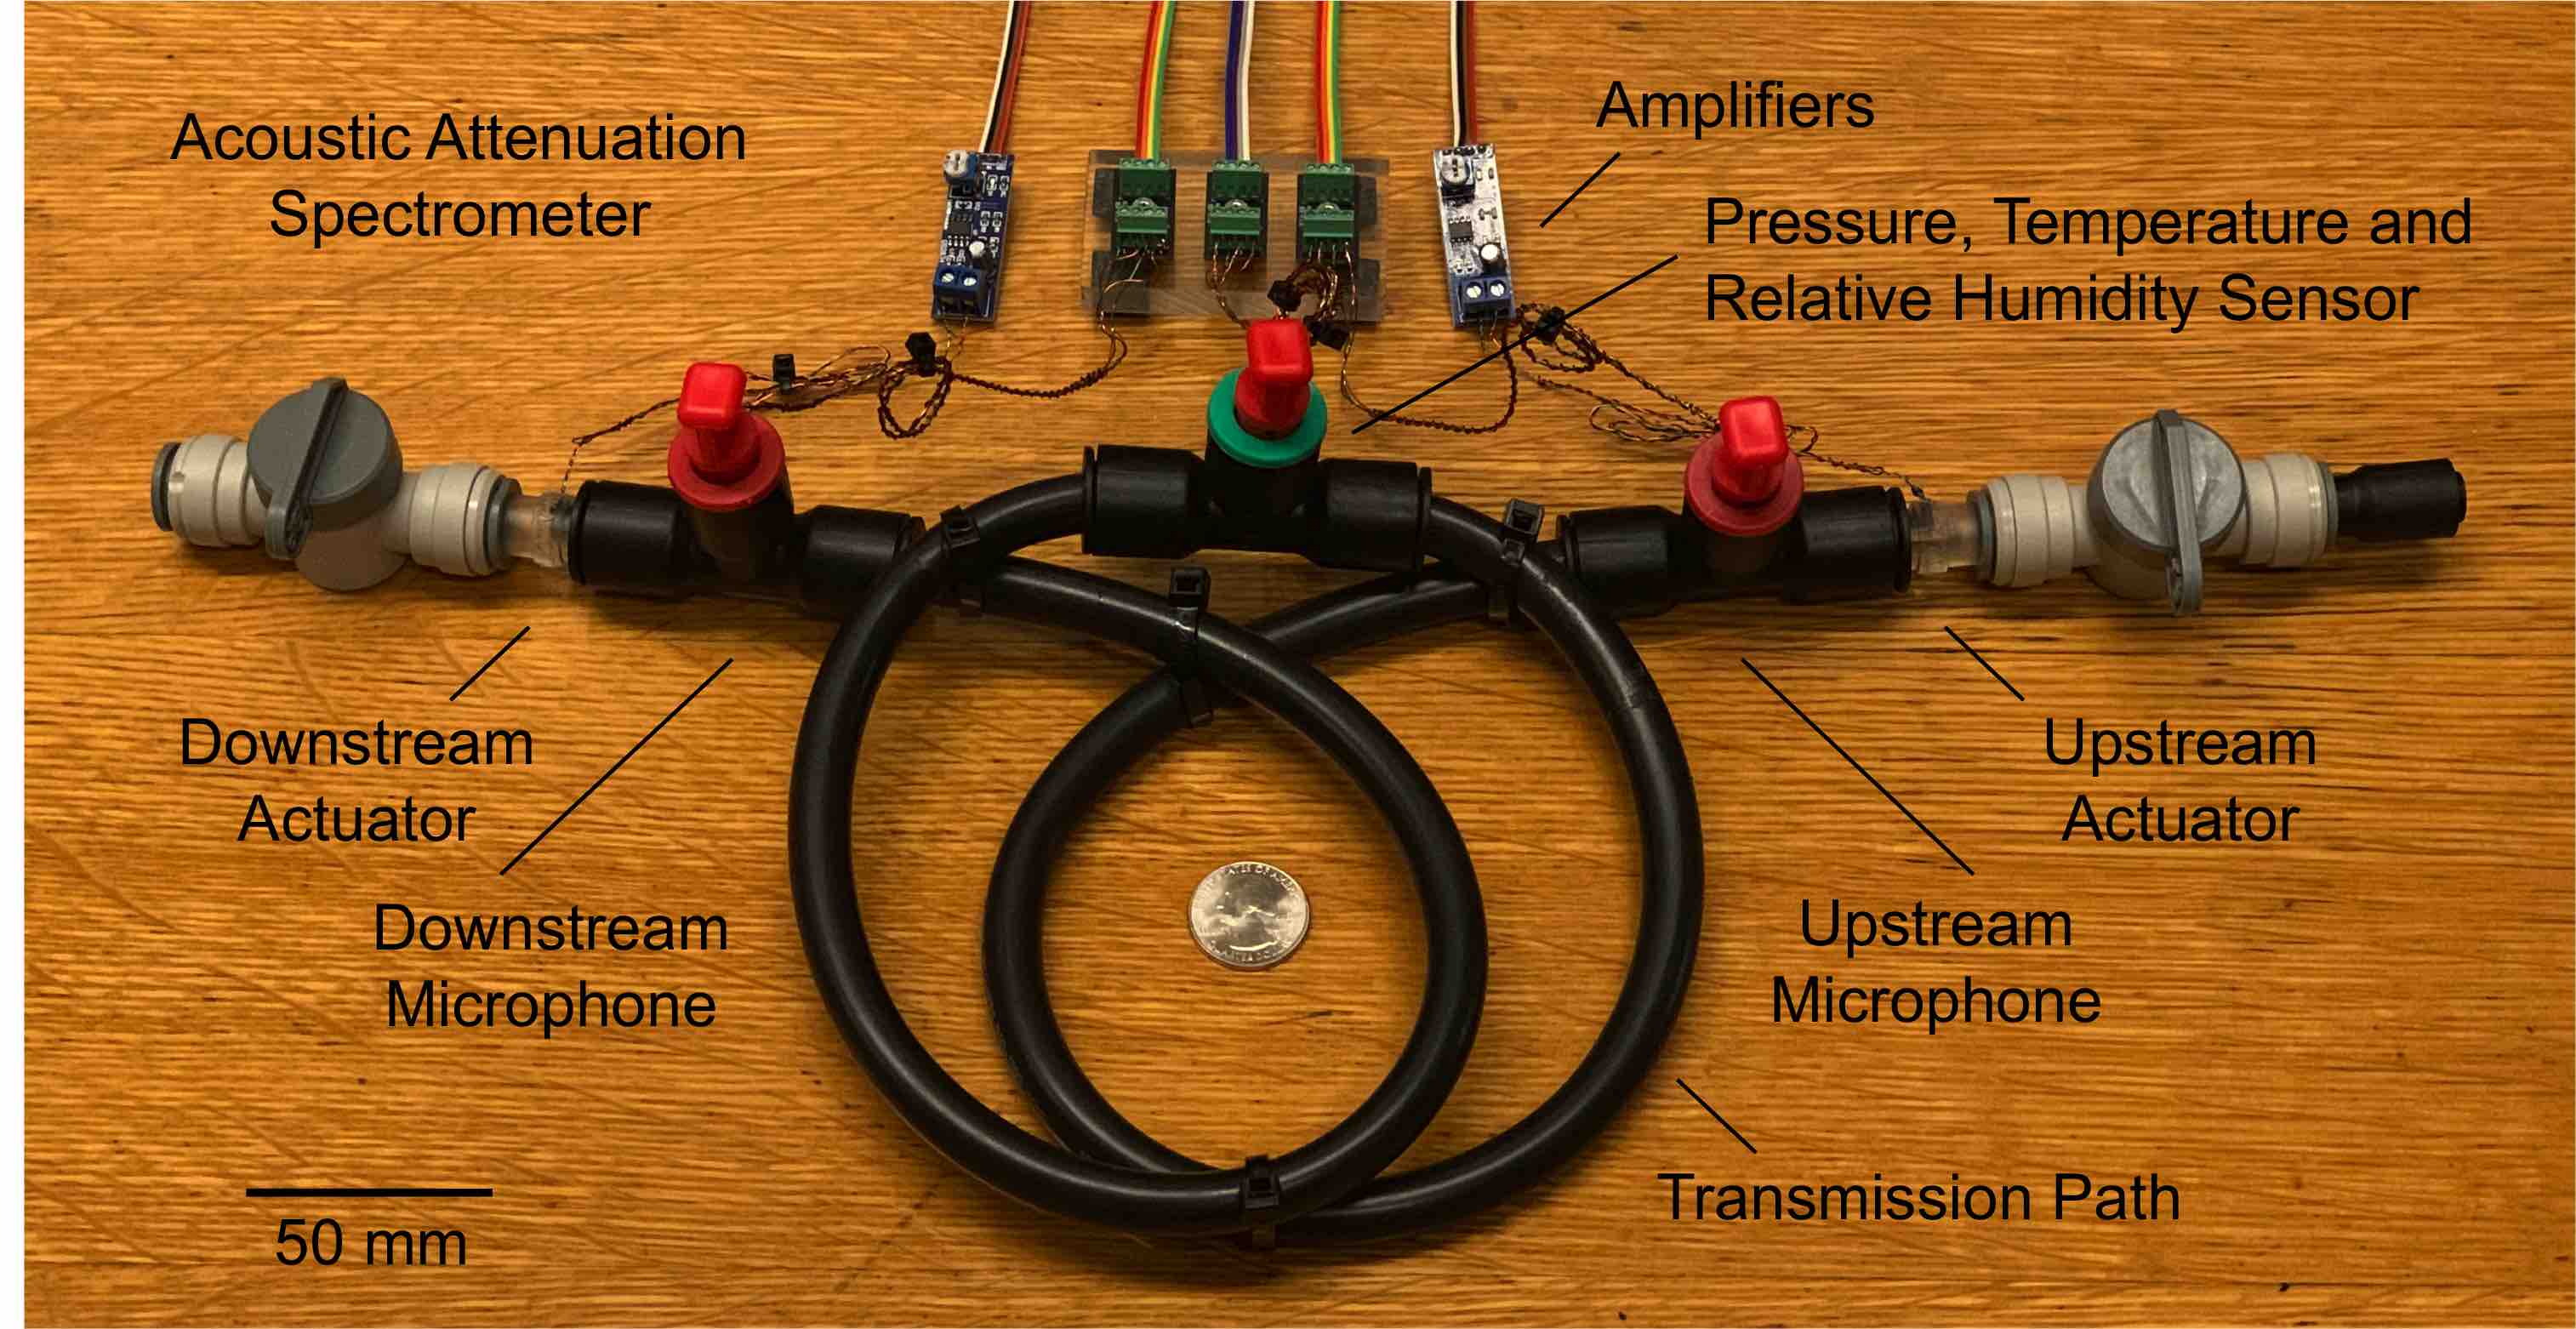 Acoustic Attenuation
Spectrometer
Amplifiers
Pressure, Temperature and
Relative Humidity Sensor
Downstream
Actuator
Downstream
Microphone
Upstream
Actuator
Upstream
Microphone
Transmission Path
50 mm